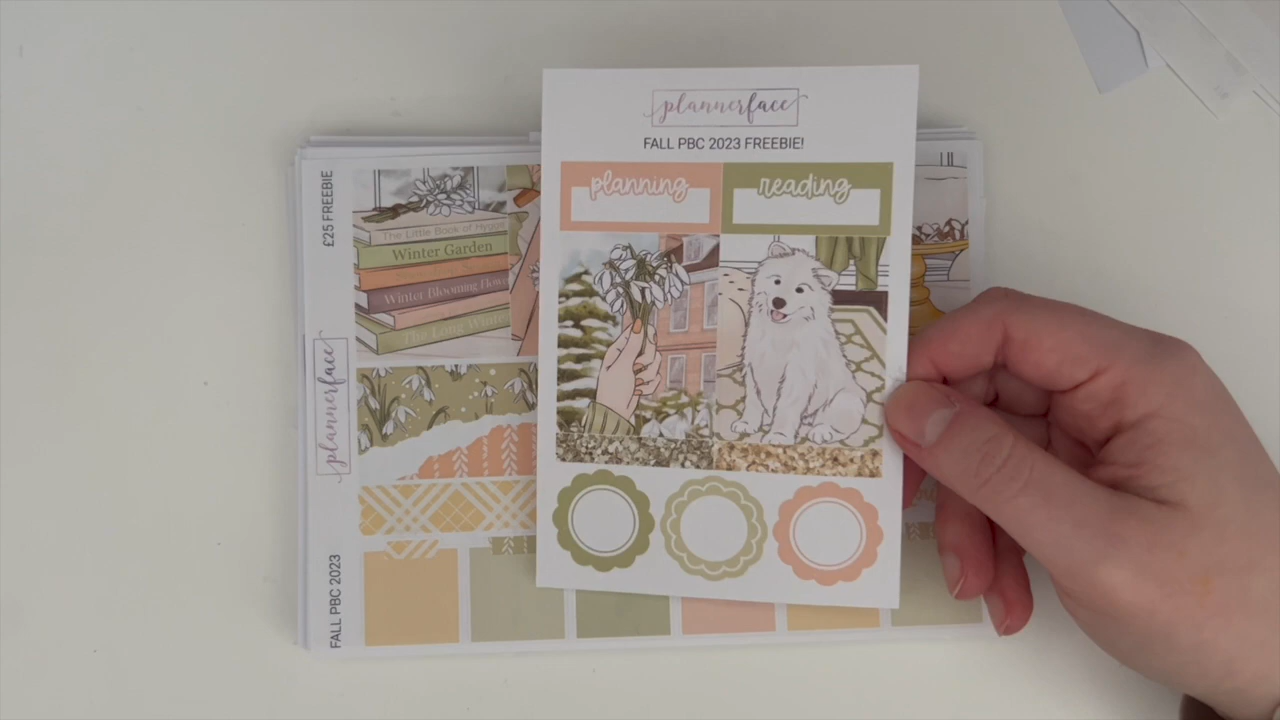 plannerface
FALL PBC 2023 FREEBIE!
planning
reading
£25 FREEBIE
plannerface
FALL PBC 2023
The Little Book of Hygge
Winter Garden
Winter Blooming Flowe
The Long Winter